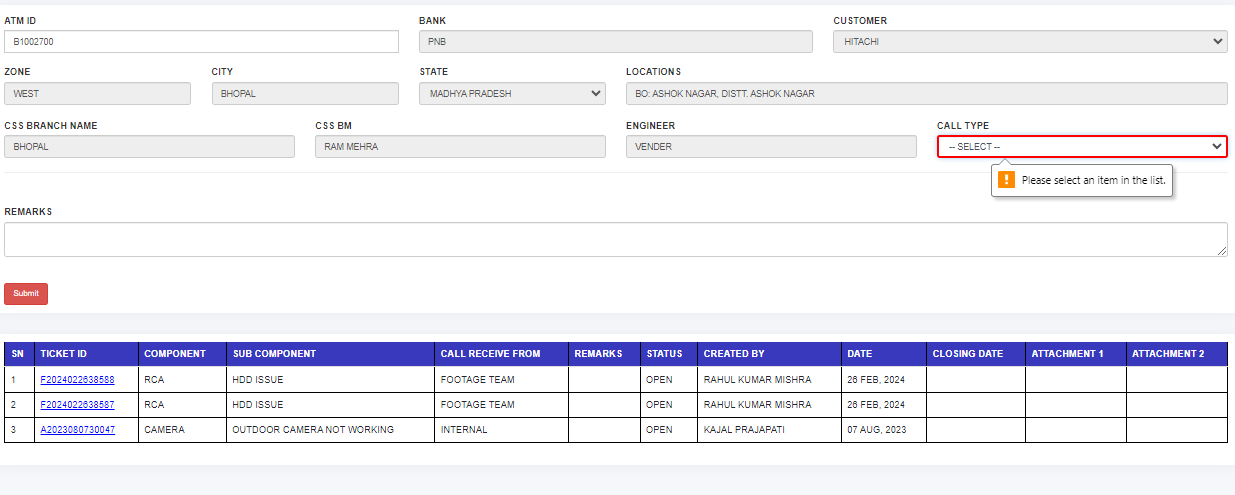 ATM ID BANK CUSTOMER
B1002700 PNB HITACHI
ZONE CITY STATE LOCATIONS
WEST BHOPAL MADHYA PRADESH BO: ASHOK NAGAR, DISTT. ASHOK NAGAR
CSS BRANCH NAME CSS BM ENGINEER CALL TYPE
BHOPAL RAM MEHRA VENDER -- SELECT --
Please select an item in the list.
REMARKS
Submit
SN TICKET ID COMPONENT SUB COMPONENT CALL RECEIVE FROM REMARKS STATUS CREATED BY DATE CLOSING DATE ATTACHMENT 1 ATTACHMENT 2
1 F2024022638588 RCA HDD ISSUE FOOTAGE TEAM OPEN RAHUL KUMAR MISHRA 26 FEB, 2024
2 F2024022638587 RCA HDD ISSUE FOOTAGE TEAM OPEN RAHUL KUMAR MISHRA 26 FEB, 2024
3 A2023080730047 CAMERA OUTDOOR CAMERA NOT WORKING INTERNAL OPEN KAJAL PRAJAPATI 07 AUG, 2023